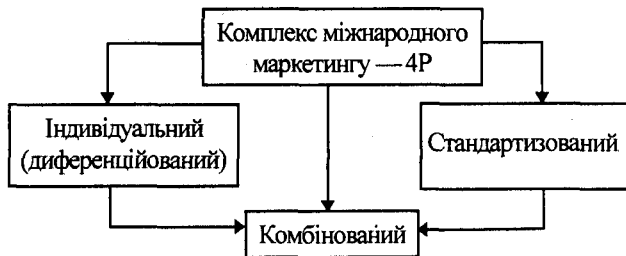 Комплекс міжнародного
маркетингу — 4Р
Індивідуальний
(диференційований)
Стандартизований
Комбінований